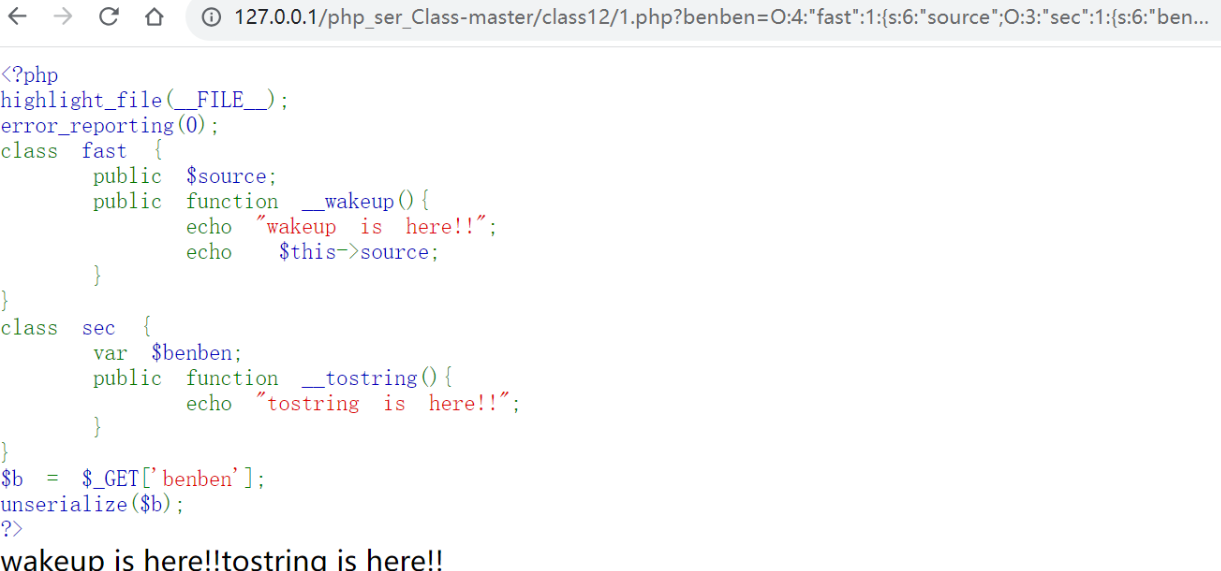 127.0.0.1/php_ser_Class-master/class12/1.php?benben=O:4:"fast":1:{s:6:"source";O:3:"sec":1:{s:6:"ben...
<?php
highlight_file(__FILE__);
error_reporting(0);
class fast {
        public $source;
        public function __wakeup(){
                echo "wakeup is here!!";
                echo  $this->source;
        }
}
class sec {
        var $benben;
        public function __tostring(){
                echo "tostring is here!!";
        }
}
$b = $_GET['benben'];
unserialize($b);
?>
wakeup is here!!tostring is here!!